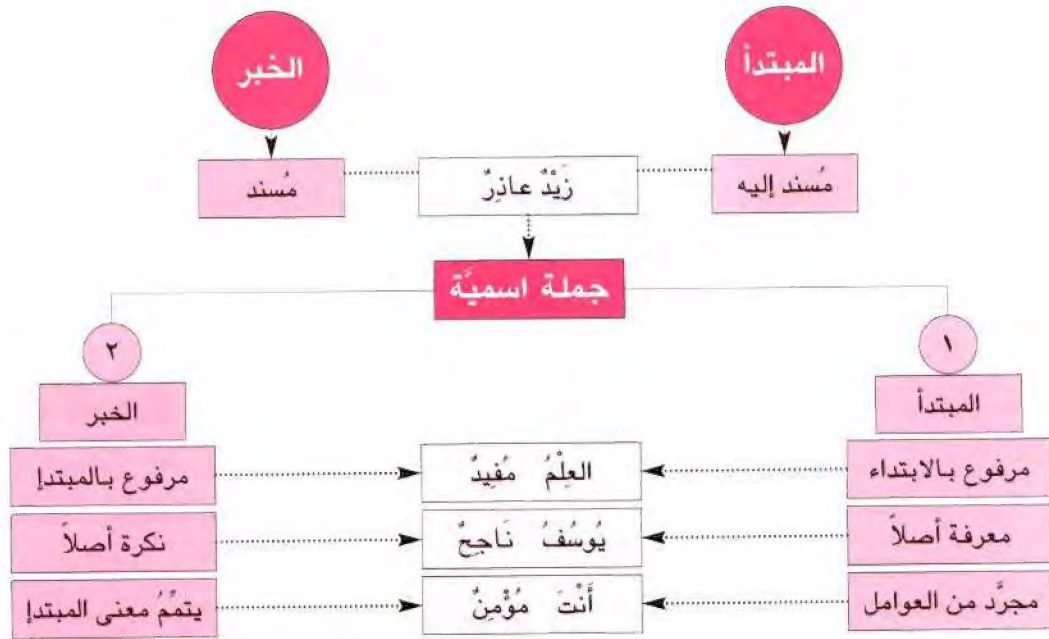 المبتدأ
الخبر
مُسند إليه
زَيْدٌ عاذِرٌ
مُسند
جملة اسميَّة
١
٢
المبتدأ
الخبر
مرفوع بالابتداء
العِلْمُ مُفِيدٌ
مرفوع بالمبتدإ
معرفة أصلاً
يُوسُفُ نَاجِحٌ
نكرة أصلاً
مجرَّد من العوامل
أَنْتَ مُؤْمِنٌ
يتمِّمُ معنى المبتدإ